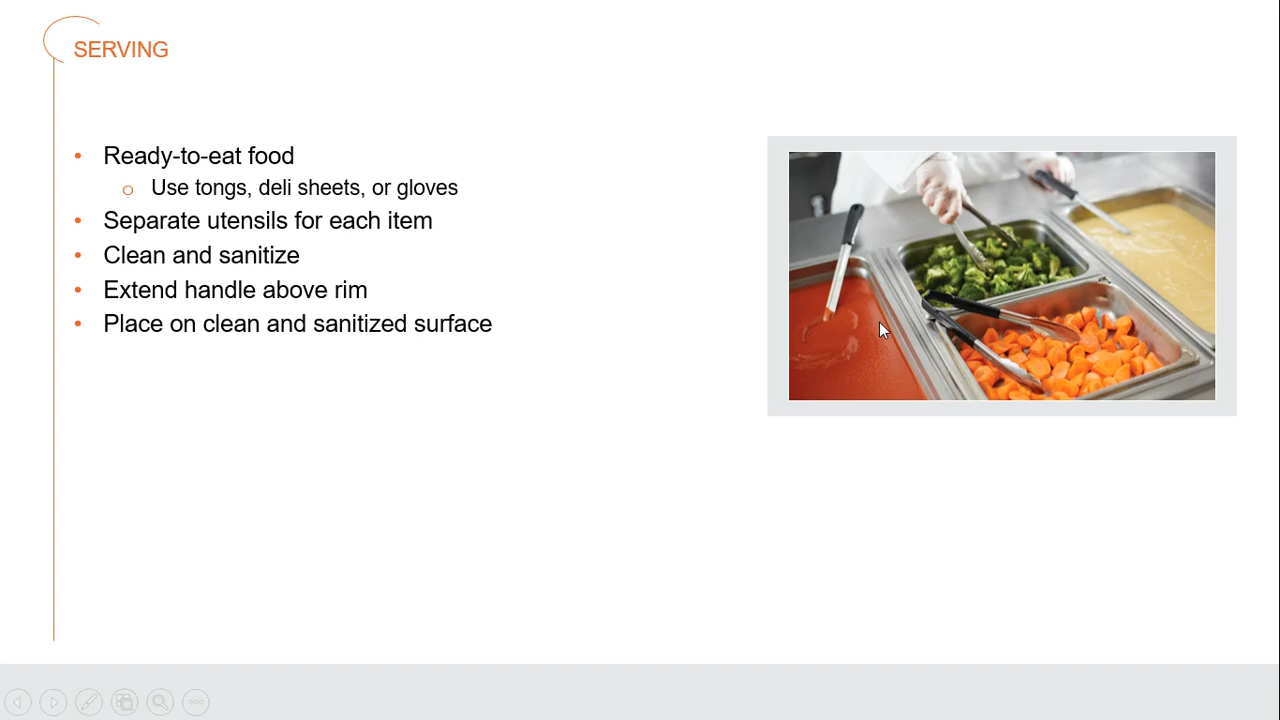 SERVING
• Ready-to-eat food
o Use tongs, deli sheets, or gloves
• Separate utensils for each item
• Clean and sanitize
• Extend handle above rim
• Place on clean and sanitized surface